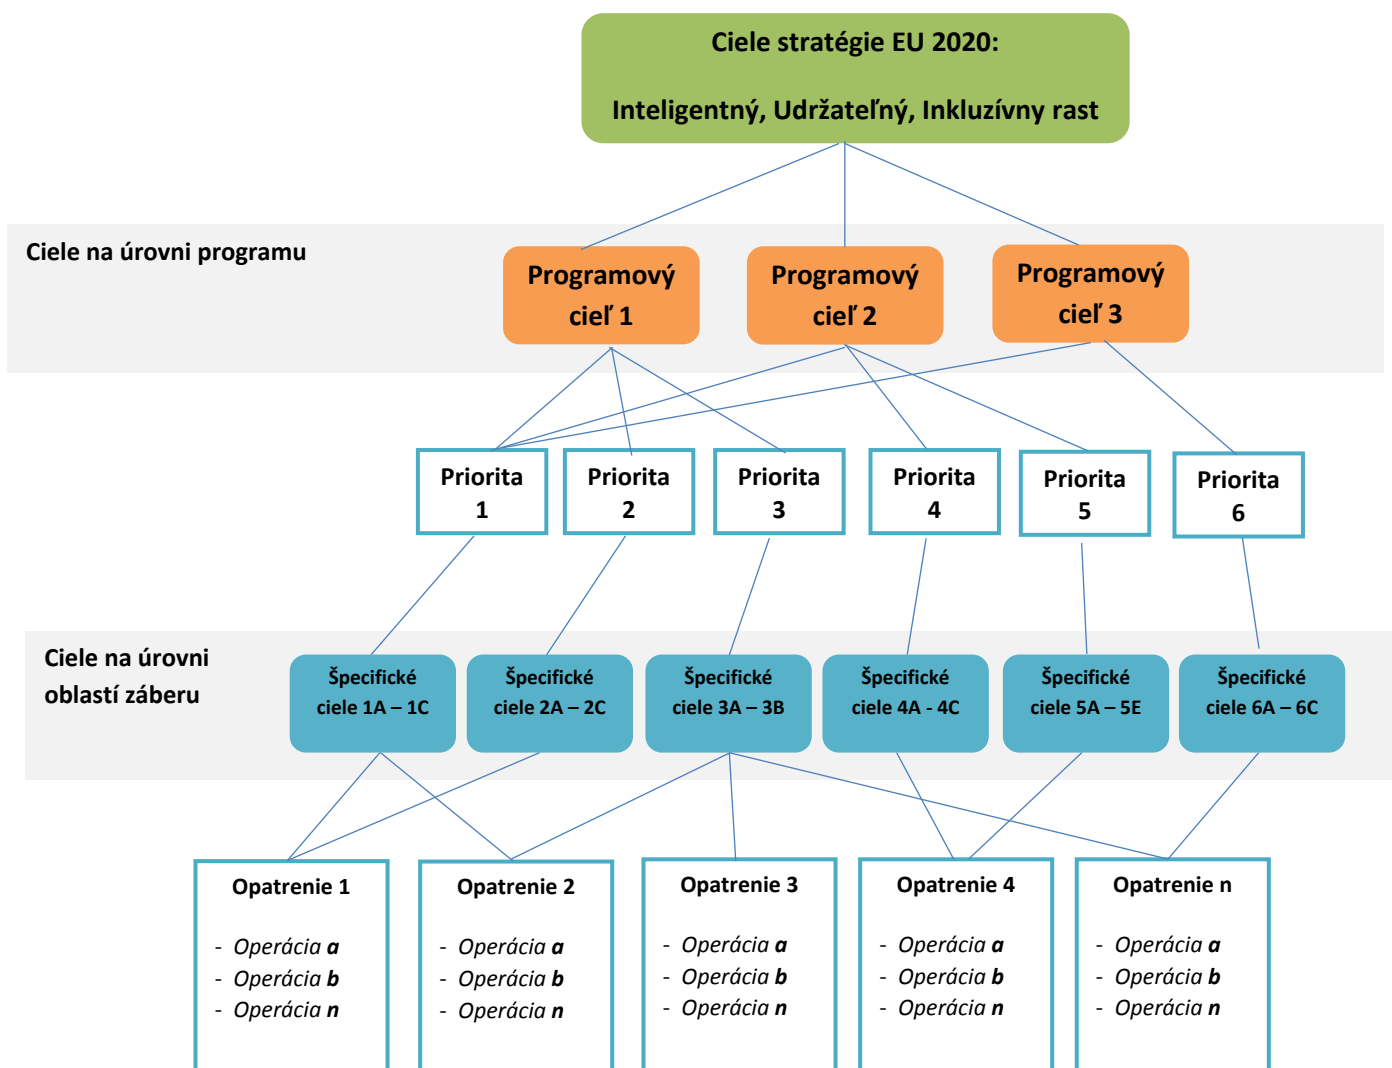 Ciele stratégie EU 2020:
Inteligentný, Udržateľný, Inkluzívny rast
Ciele na úrovni programu
Programový
cieľ 1
Programový
cieľ 2
Programový
cieľ 3
Priorita
1
Priorita
2
Priorita
3
Priorita
4
Priorita
5
Priorita
6
Ciele na úrovni
oblastí záberu
Špecifické
ciele 1A – 1C
Špecifické
ciele 2A – 2C
Špecifické
ciele 3A – 3B
Špecifické
ciele 4A - 4C
Špecifické
ciele 5A – 5E
Špecifické
ciele 6A – 6C
Opatrenie 1
- Operácia a
- Operácia b
- Operácia n
Opatrenie 2
- Operácia a
- Operácia b
- Operácia n
Opatrenie 3
- Operácia a
- Operácia b
- Operácia n
Opatrenie 4
- Operácia a
- Operácia b
- Operácia n
Opatrenie n
- Operácia a
- Operácia b
- Operácia n